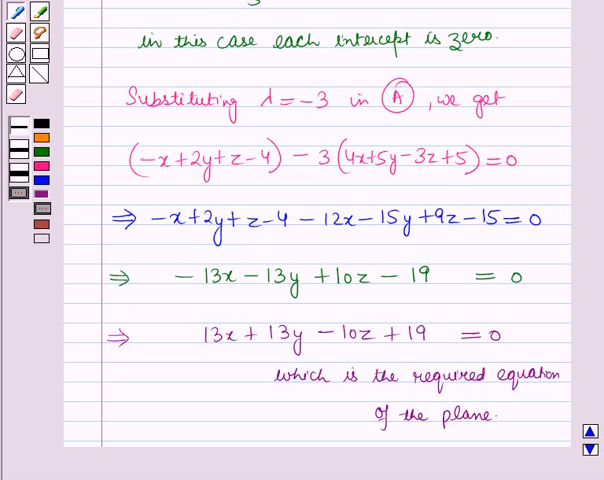 in this case each intercept is zero.
Substituting λ = -3 in Ⓐ, we get
(-x+2y+z-4) - 3(4x+5y-3z+5) = 0
⇒ -x+2y+z-4 - 12x-15y+9z-15 = 0
⇒ -13x-13y+10z-19 = 0
⇒ 13x+13y-10z+19 = 0
which is the required equation
of the plane.